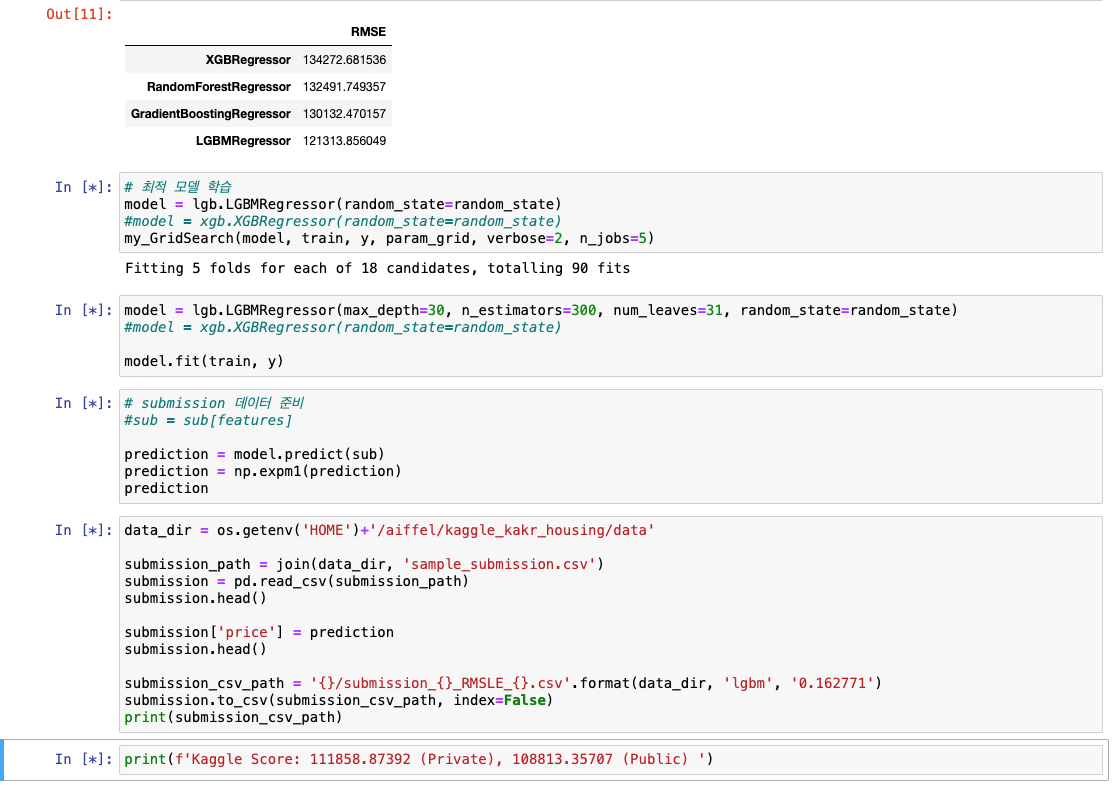 Out[11]:
RMSE
XGBRegressor 134272.681536
RandomForestRegressor 132491.749357
GradientBoostingRegressor 130132.470157
LGBMRegressor 121313.856049
In [*]: # 최적 모델 학습
model = lgb.LGBMRegressor(random_state=random_state)
#model = xgb.XGBRegressor(random_state=random_state)
my_GridSearch(model, train, y, param_grid, verbose=2, n_jobs=5)
Fitting 5 folds for each of 18 candidates, totalling 90 fits
In [*]: model = lgb.LGBMRegressor(max_depth=30, n_estimators=300, num_leaves=31, random_state=random_state)
#model = xgb.XGBRegressor(random_state=random_state)
model.fit(train, y)
In [*]: # submission 데이터 준비
#sub = sub[features]
prediction = model.predict(sub)
prediction = np.expm1(prediction)
prediction
In [*]: data_dir = os.getenv('HOME')+'/aiffel/kaggle_kakr_housing/data'
submission_path = join(data_dir, 'sample_submission.csv')
submission = pd.read_csv(submission_path)
submission.head()
submission['price'] = prediction
submission.head()
submission_csv_path = '{}/submission_{}_RMSLE_{}.csv'.format(data_dir, 'lgbm', '0.162771')
submission.to_csv(submission_csv_path, index=False)
print(submission_csv_path)
In [*]: print(f'Kaggle Score: 111858.87392 (Private), 108813.35707 (Public) ')